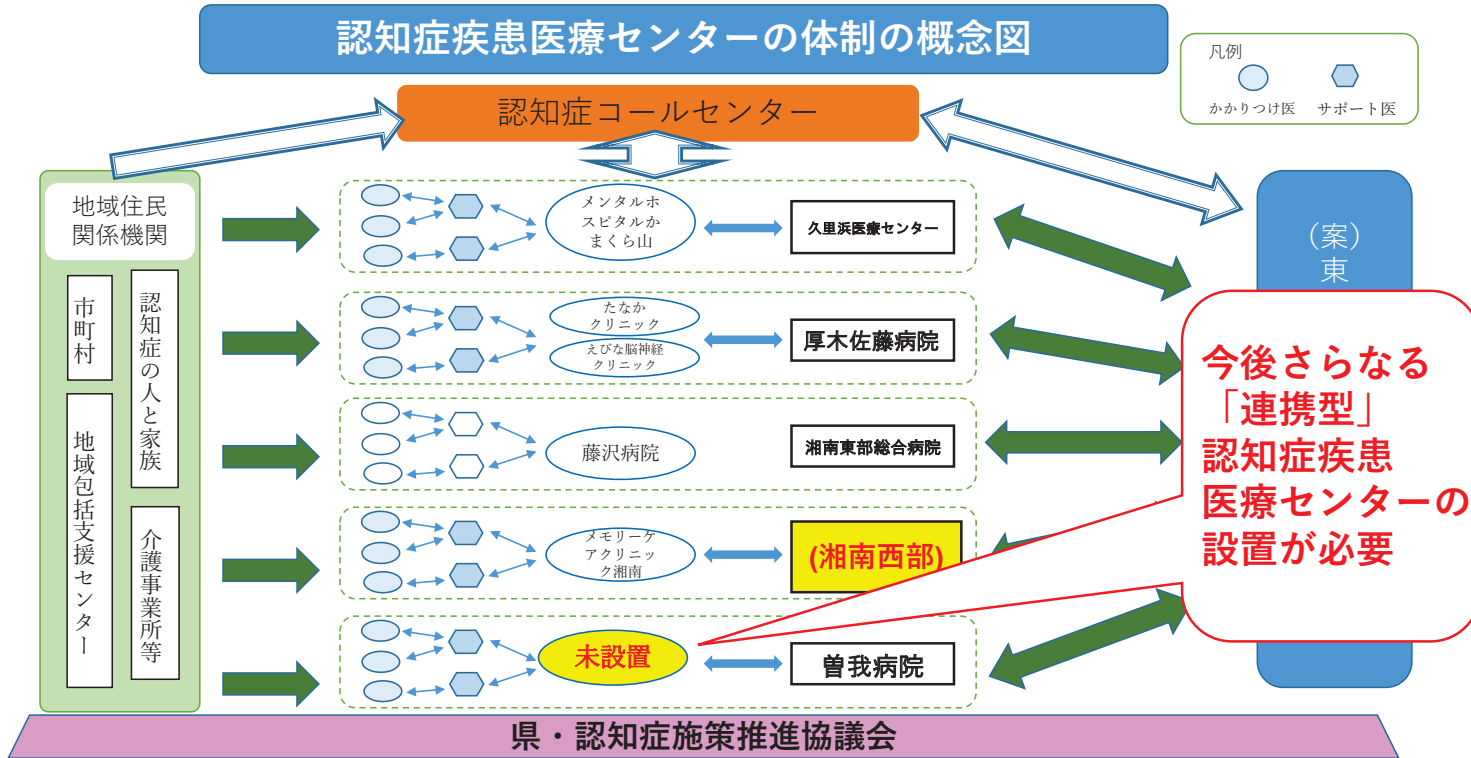 認知症疾患医療センターの体制の概念図
凡例
かかりつけ医
サポート医
認知症コールセンター
地域住民
関係機関
市町村
認知症の人と家族
地域包括支援センター
介護事業所等
メンタルホ
スピタルか
まくら山
久里浜医療センター
たなか
クリニック
えびな脳神経
クリニック
厚木佐藤病院
藤沢病院
湘南東部総合病院
メモリーケ
アクリニッ
ク湘南
(湘南西部)
未設置
曽我病院
（案）
東
今後さらなる
「連携型」
認知症疾患
医療センターの
設置が必要
県・認知症施策推進協議会